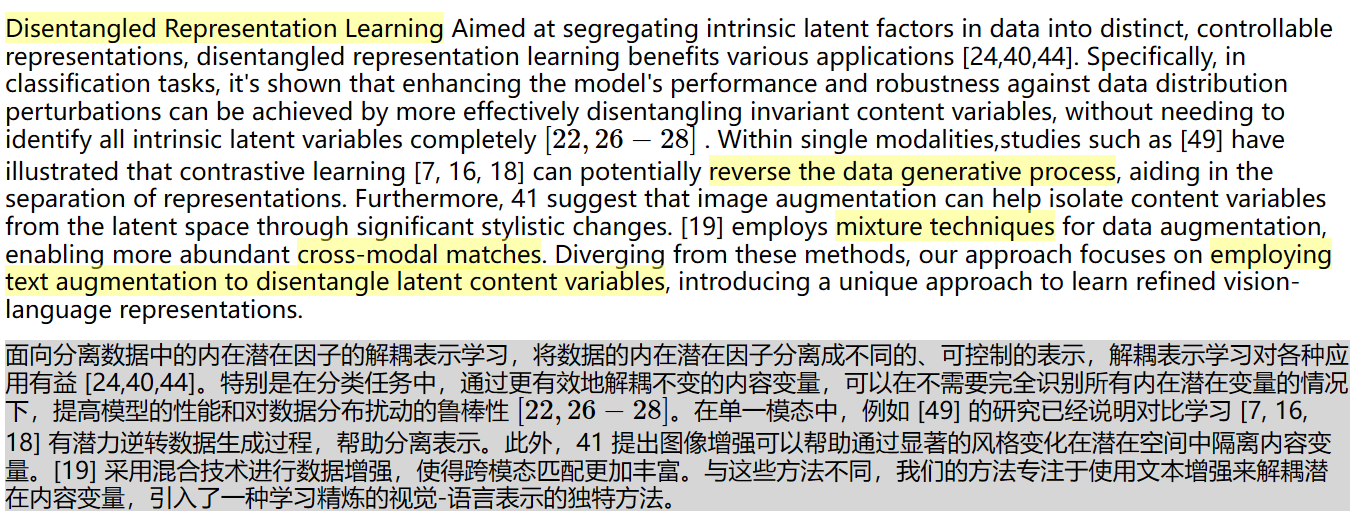 Disentangled Representation Learning Aimed at segregating intrinsic latent factors in data into distinct, controllable
representations, disentangled representation learning benefits various applications [24,40,44]. Specifically, in
classification tasks, it's shown that enhancing the model's performance and robustness against data distribution
perturbations can be achieved by more effectively disentangling invariant content variables, without needing to
identify all intrinsic latent variables completely [22, 26 − 28] . Within single modalities,studies such as [49] have
illustrated that contrastive learning [7, 16, 18] can potentially reverse the data generative process, aiding in the
separation of representations. Furthermore, 41 suggest that image augmentation can help isolate content variables
from the latent space through significant stylistic changes. [19] employs mixture techniques for data augmentation,
enabling more abundant cross-modal matches. Diverging from these methods, our approach focuses on employing
text augmentation to disentangle latent content variables, introducing a unique approach to learn refined vision-
language representations.
面向分离数据中的内在潜在因子的解耦表示学习，将数据的内在潜在因子分离成不同的、可控制的表示，解耦表示学习对各种应
用有益 [24,40,44]。特别是在分类任务中，通过更有效地解耦不变的内容变量，可以在不需要完全识别所有内在潜在变量的情况
下，提高模型的性能和对数据分布扰动的鲁棒性 [22, 26 − 28]。在单一模态中，例如 [49] 的研究已经说明对比学习 [7, 16,
18] 有潜力逆转数据生成过程，帮助分离表示。此外，41 提出图像增强可以帮助通过显著的风格变化在潜在空间中隔离内容变
量。[19] 采用混合技术进行数据增强，使得跨模态匹配更加丰富。与这些方法不同，我们的方法专注于使用文本增强来解耦潜
在内容变量，引入了一种学习精炼的视觉-语言表示的独特方法。